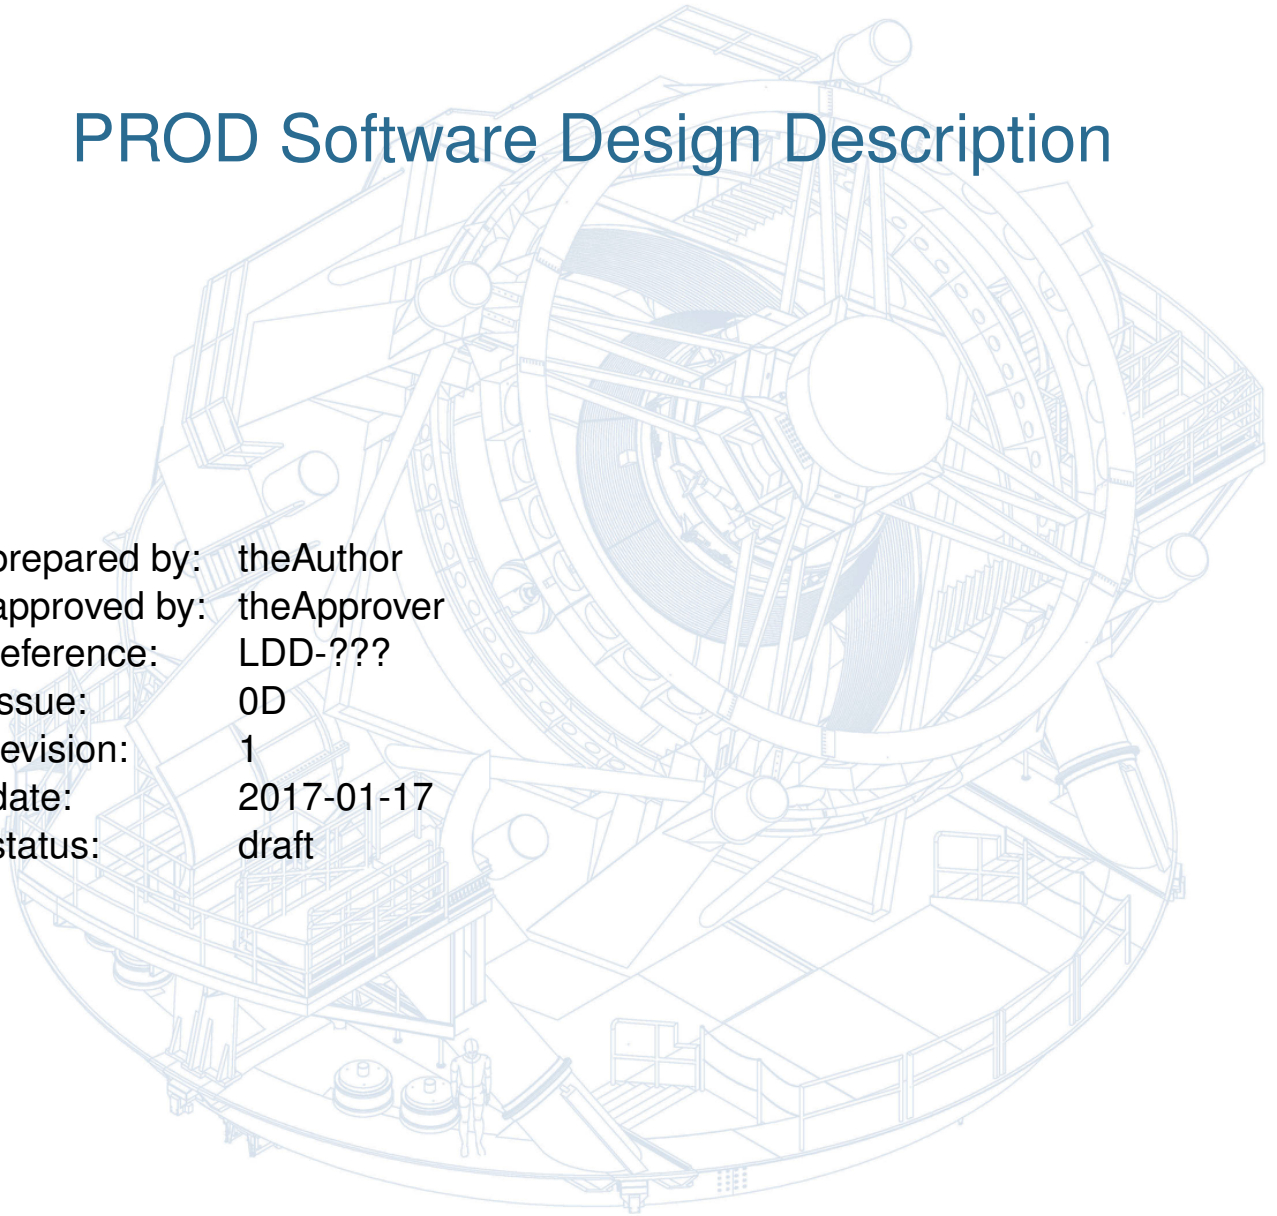 PROD Software Design Description
prepared by: theAuthor
approved by: theApprover
eference: LDD-???
ssue: 0D
evision: 1
date: 2017-01-17
status: draft